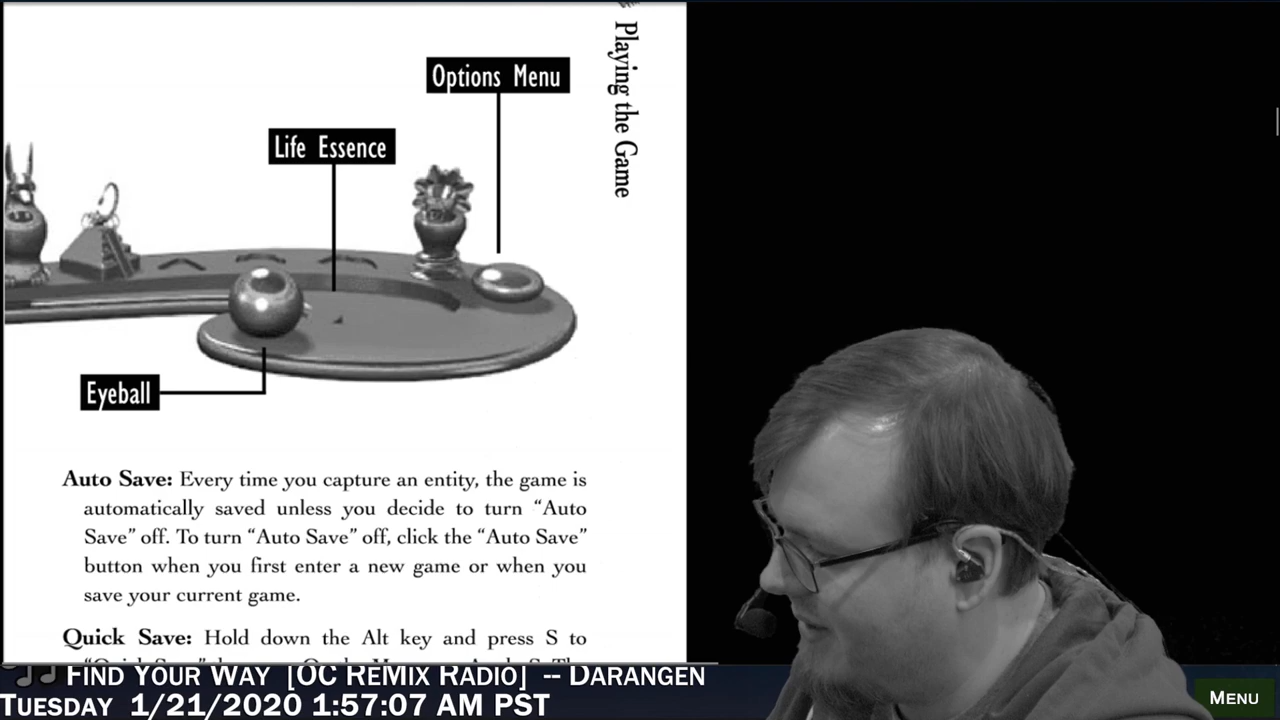 Playing the Game
Options Menu
Life Essence
Eyeball
Auto Save: Every time you capture an entity, the game is
automatically saved unless you decide to turn “Auto
Save” off. To turn “Auto Save” off, click the “Auto Save”
button when you first enter a new game or when you
save your current game.
Quick Save: Hold down the Alt key and press S to
Find Your Way [OC ReMix Radio] -- Darangen
Tuesday 1/21/2020 1:57:07 AM PST
Menu